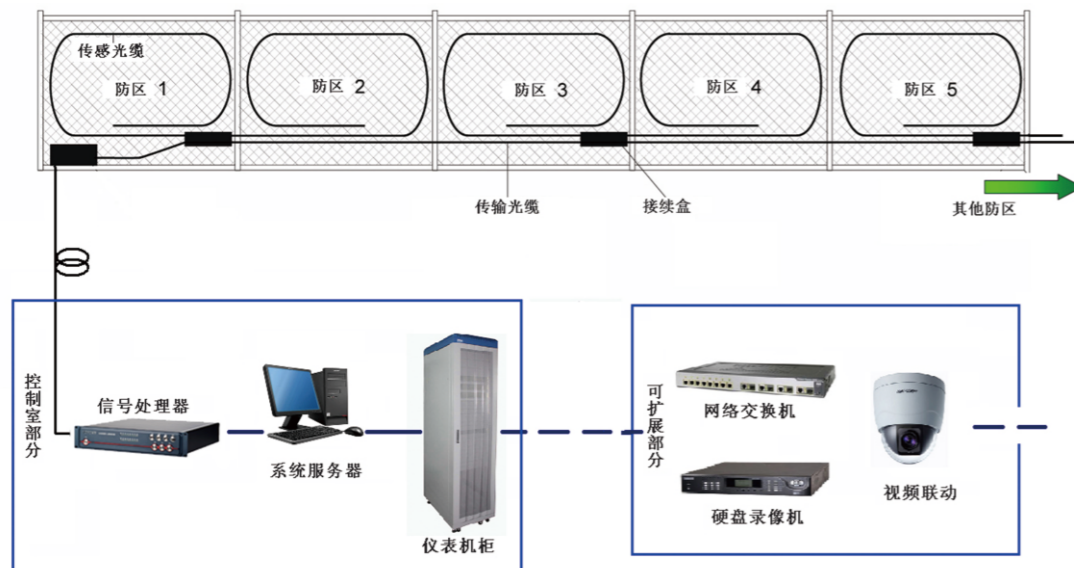 传感光缆
防区 1
防区 2
防区 3
防区 4
防区 5
传输光缆
接续盒
其他防区
控制室部分
信号处理器
系统服务器
仪表机柜
可扩展部分
网络交换机
硬盘录像机
视频联动